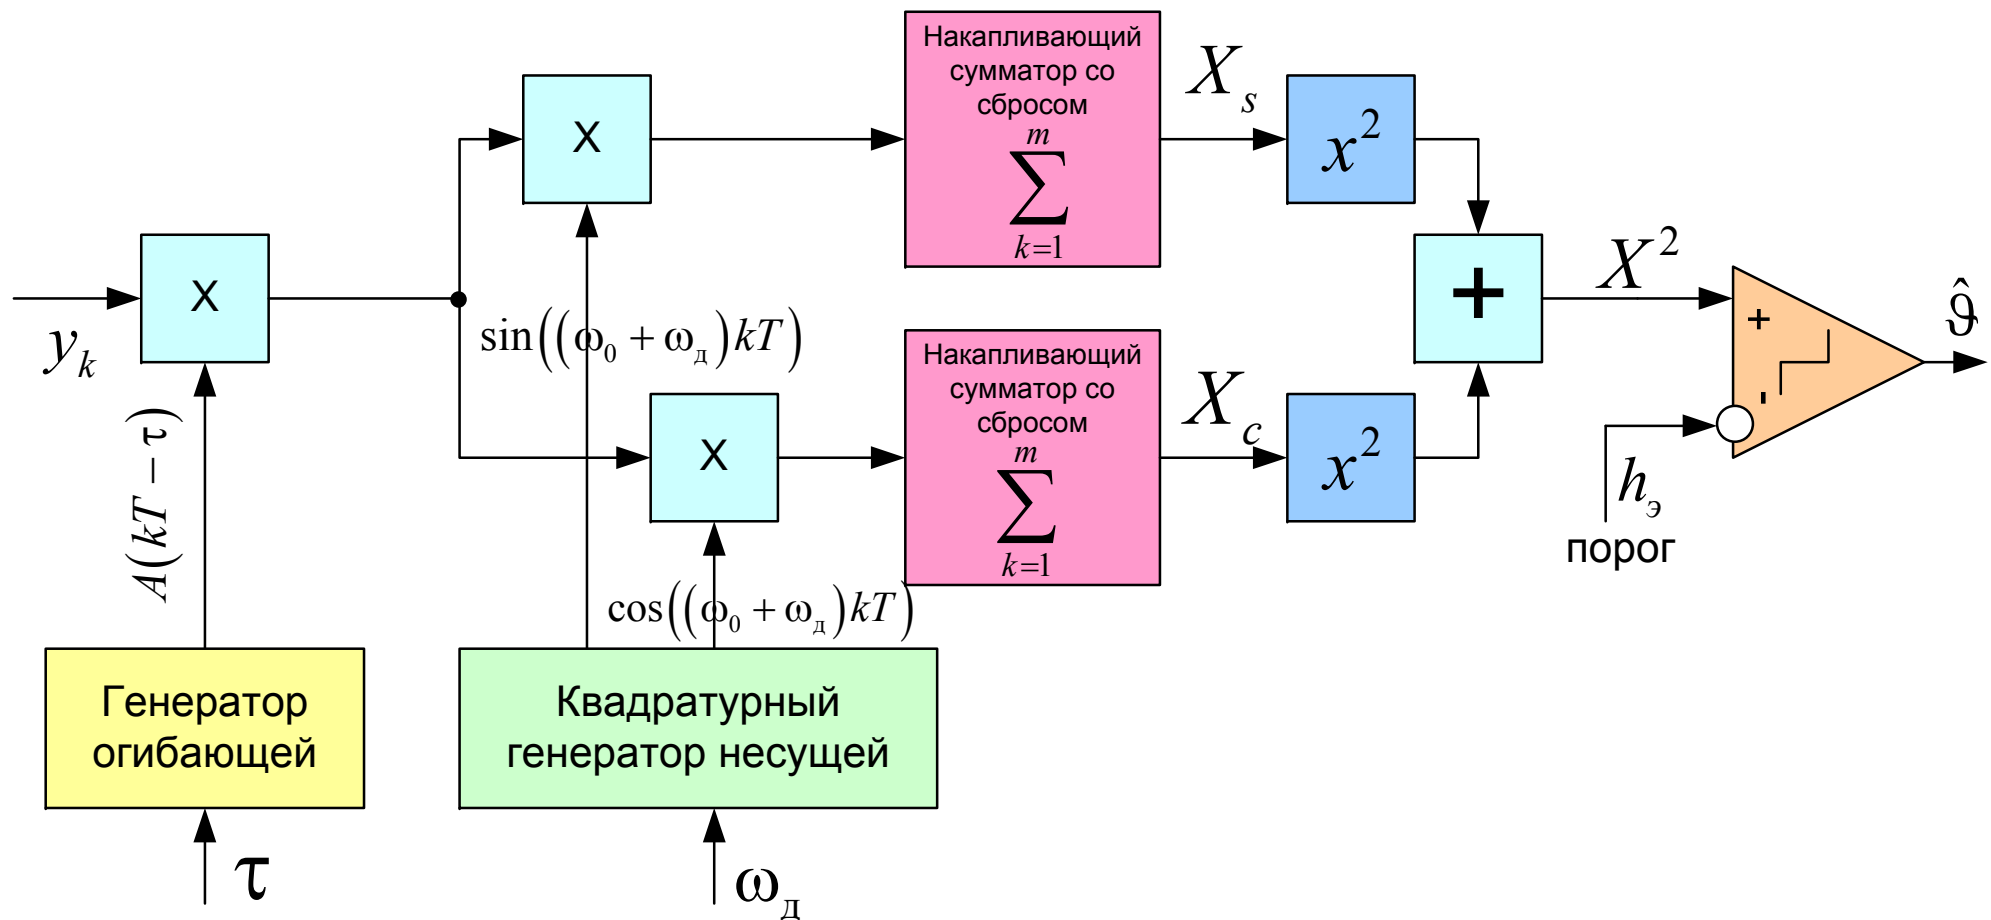 Накапливающий
сумматор со
сбросом
m
∑
k=1
X_s
x^2
X
y_k
X
sin((ω_0 + ω_д)kT)
A(kT − τ)
X
cos((ω_0 + ω_д)kT)
Накапливающий
сумматор со
сбросом
m
∑
k=1
X_c
x^2
+
X^2
+
-
ϑ̂
h_э
порог
Генератор
огибающей
Квадратурный
генератор несущей
τ
ω_д